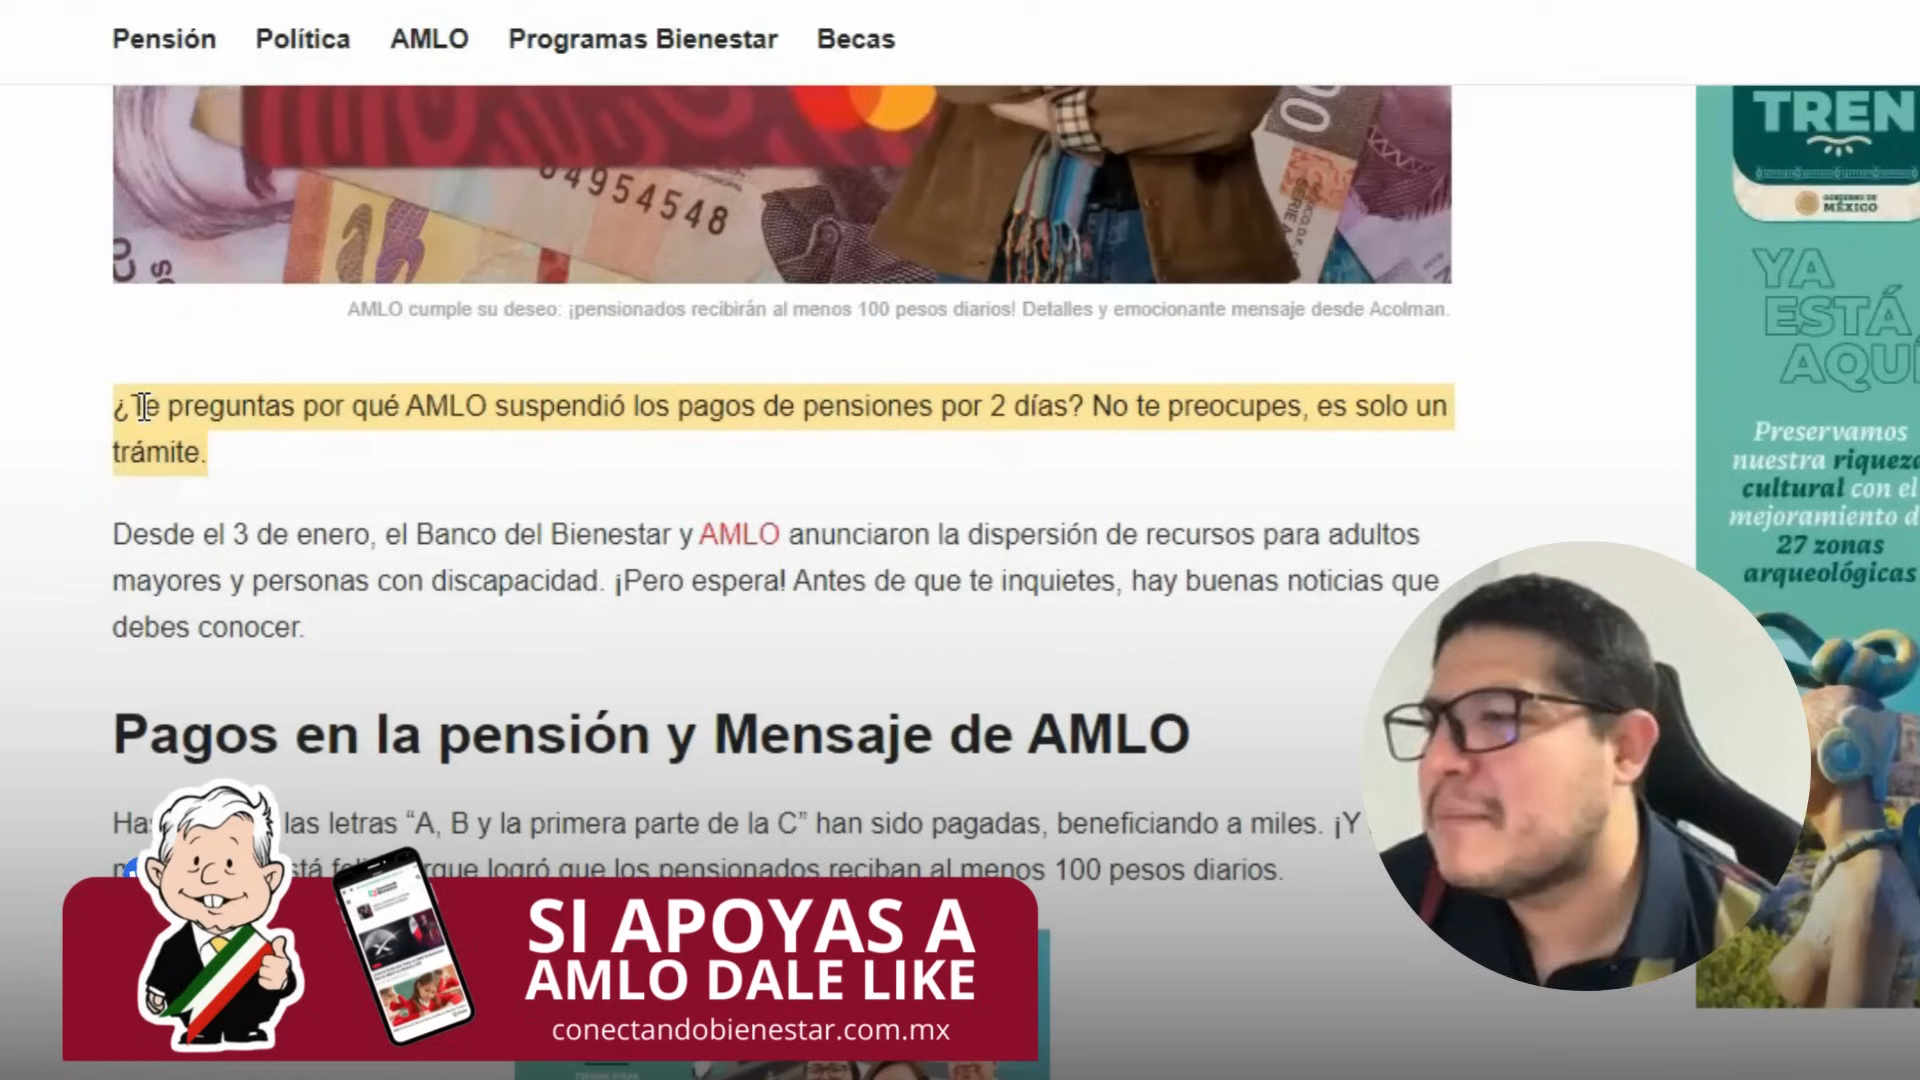 Pensión Política AMLO Programas Bienestar Becas
TREN
GOBIERNO DE
MÉXICO
84954548
AMLO cumple su deseo: ¡pensionados recibirán al menos 100 pesos diarios! Detalles y emocionante mensaje desde Acolman.
YA
ESTÁ
AQUÍ
¿Te preguntas por qué AMLO suspendió los pagos de pensiones por 2 días? No te preocupes, es solo un
trámite.
Preservamos
nuestra riqueza
cultural con el
mejoramiento d
27 zonas
arqueológicas
Desde el 3 de enero, el Banco del Bienestar y AMLO anunciaron la dispersión de recursos para adultos
mayores y personas con discapacidad. ¡Pero espera! Antes de que te inquietes, hay buenas noticias que
debes conocer.
Pagos en la pensión y Mensaje de AMLO
las letras “A, B y la primera parte de la C” han sido pagadas, beneficiando a miles. ¡Y
logró que los pensionados reciban al menos 100 pesos diarios.
SI APOYAS A
AMLO DALE LIKE
conectandobienestar.com.mx